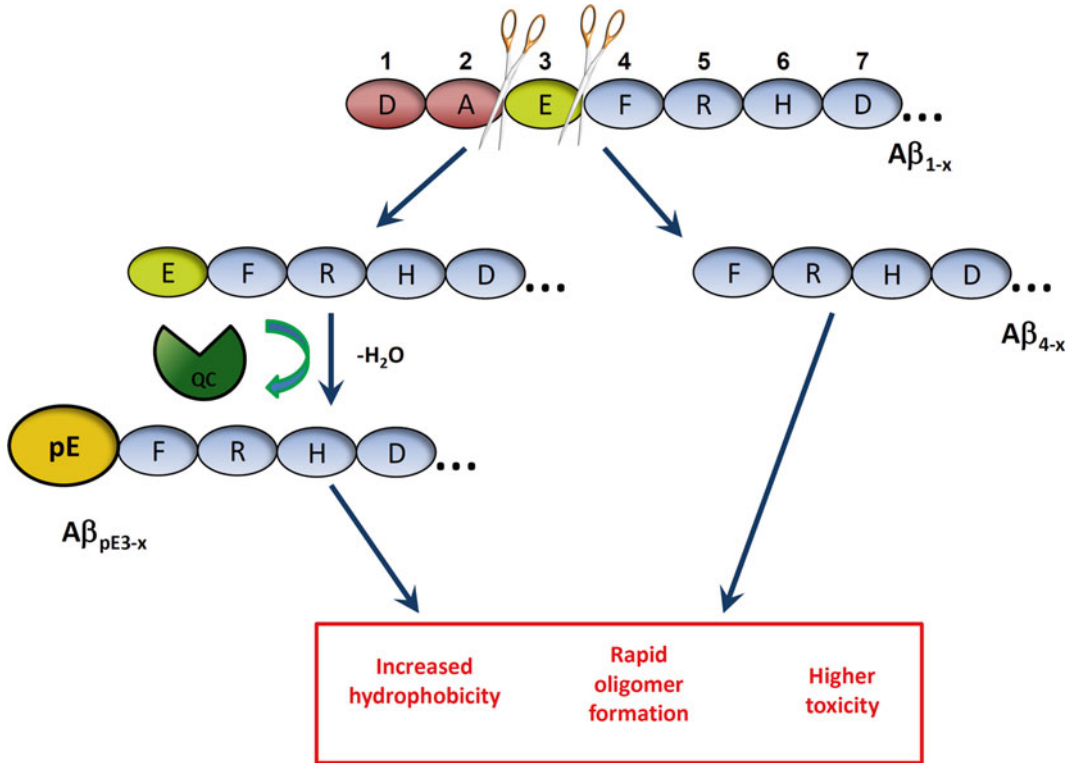 1 2 3 4 5 6 7
D A E F R H D ...
Aβ1-x
E F R H D ...
F R H D ...
Aβ4-x
QC
-H2O
pE F R H D ...
AβpE3-x
Increased
hydrophobicity
Rapid
oligomer
formation
Higher
toxicity